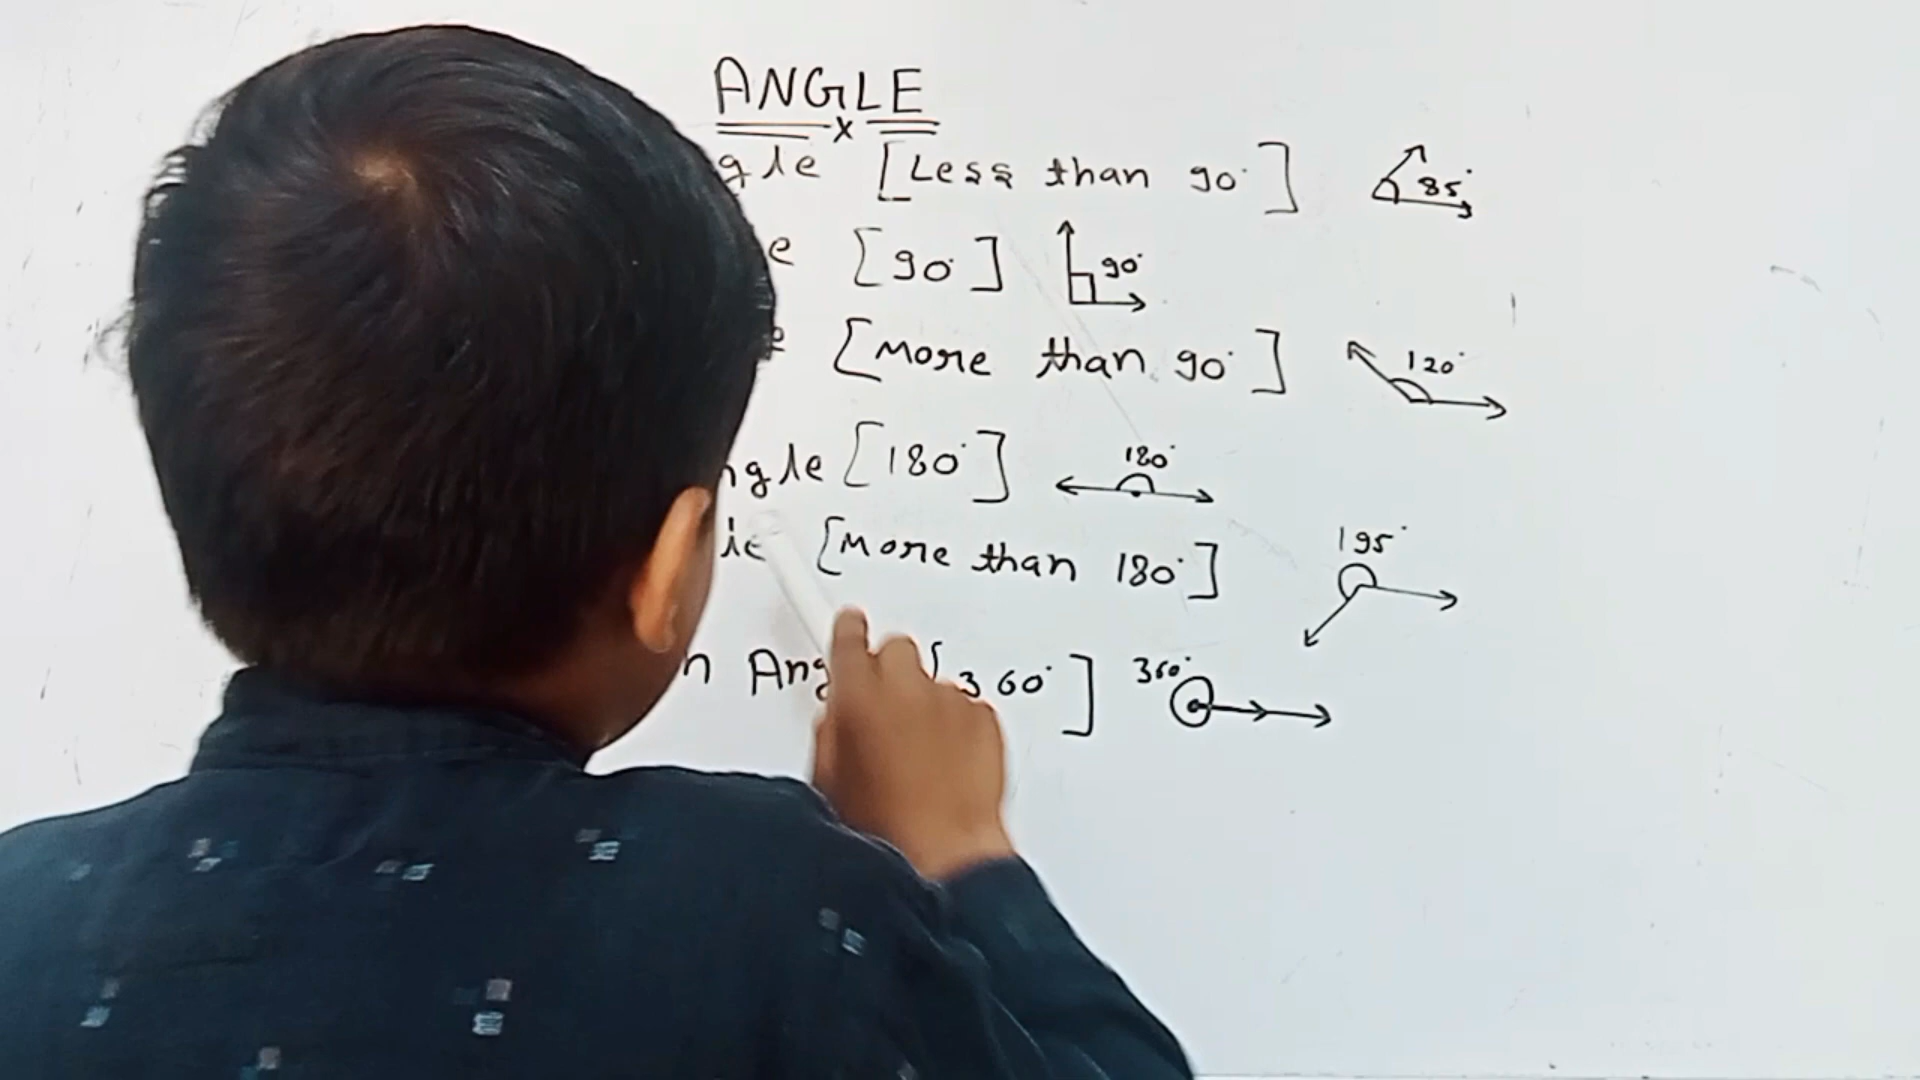 ANGLE
x
gle [Less than 90°] 85°
e [90°] 90°
e [More than 90°] 120°
ngle [180°] 180°
le [More than 180°] 195°
n Ang [360°] 360°